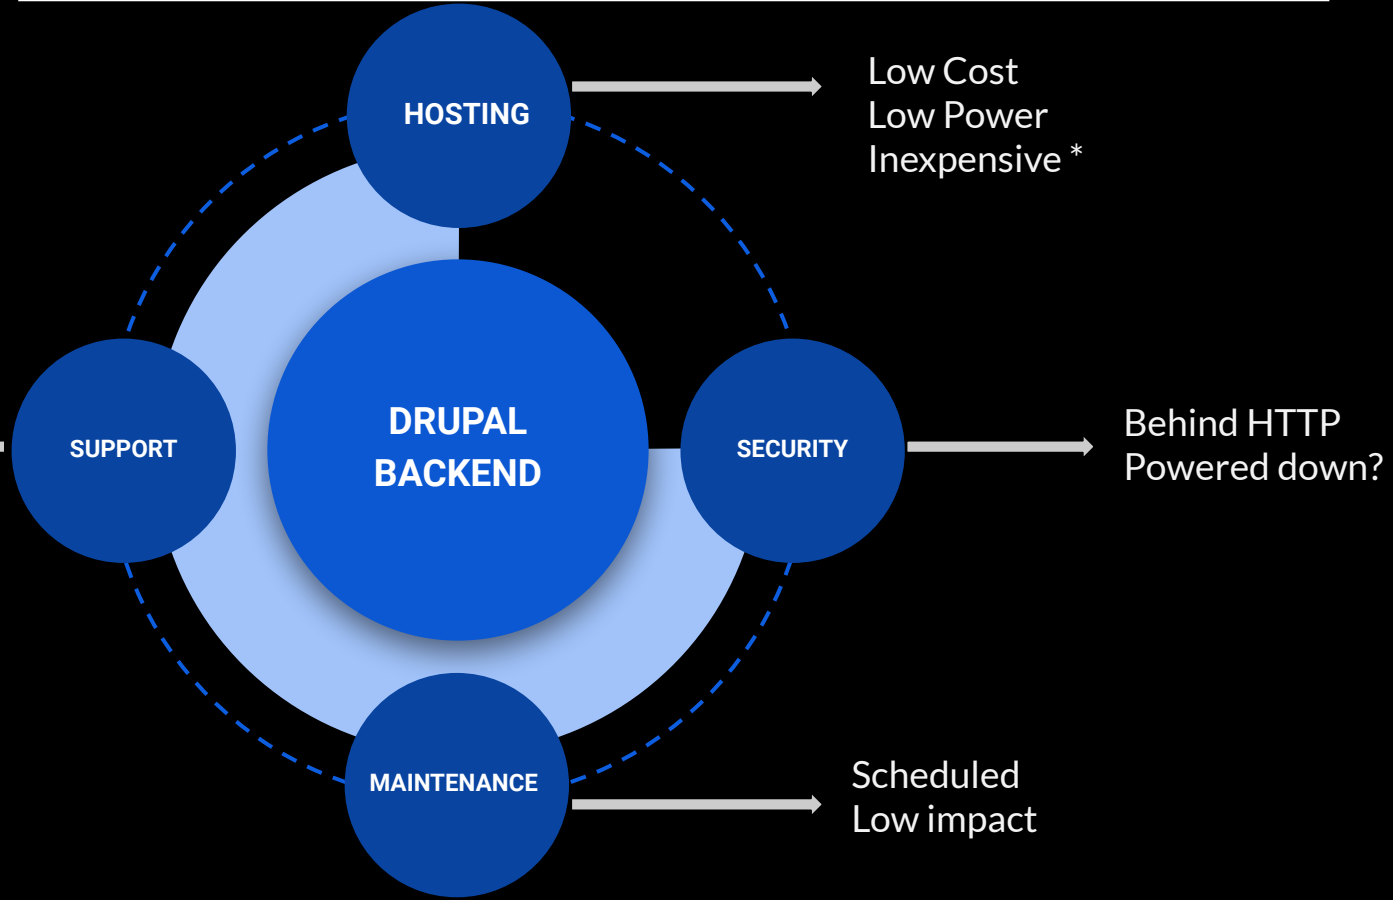 HOSTING
Low Cost
Low Power
Inexpensive *
DRUPAL
BACKEND
SUPPORT
SECURITY
Behind HTTP
Powered down?
MAINTENANCE
Scheduled
Low impact